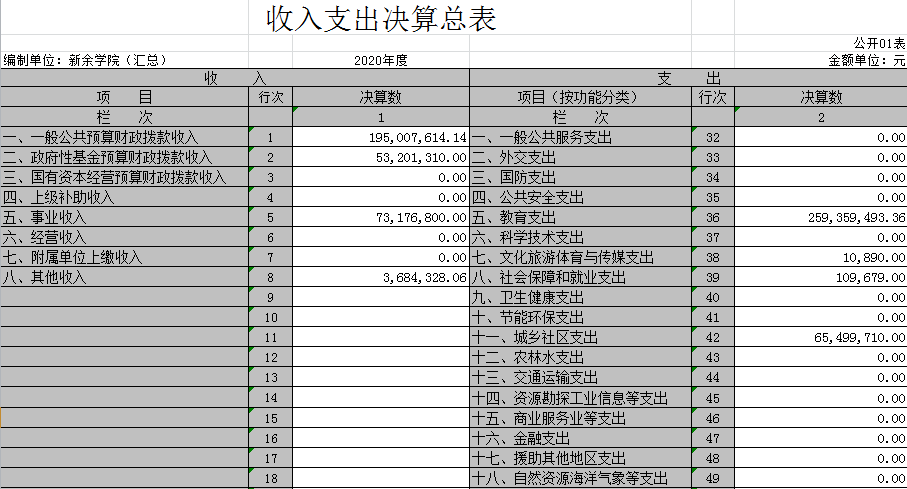 收入支出决算总表
公开01表
编制单位：新余学院（汇总） 2020年度 金额单位：元
收 入 支 出
项 目 行次 决算数 项目（按功能分类） 行次 决算数
栏 次 1 栏 次 2
一、一般公共预算财政拨款收入 1 195,007,614.14 一、一般公共服务支出 32 0.00
二、政府性基金预算财政拨款收入 2 53,201,310.00 二、外交支出 33 0.00
三、国有资本经营预算财政拨款收入 3 0.00 三、国防支出 34 0.00
四、上级补助收入 4 0.00 四、公共安全支出 35 0.00
五、事业收入 5 73,176,800.00 五、教育支出 36 259,359,493.36
六、经营收入 6 0.00 六、科学技术支出 37 0.00
七、附属单位上缴收入 7 0.00 七、文化旅游体育与传媒支出 38 10,890.00
八、其他收入 8 3,684,328.06 八、社会保障和就业支出 39 109,679.00
9 九、卫生健康支出 40 0.00
10 十、节能环保支出 41 0.00
11 十一、城乡社区支出 42 65,499,710.00
12 十二、农林水支出 43 0.00
13 十三、交通运输支出 44 0.00
14 十四、资源勘探工业信息等支出 45 0.00
15 十五、商业服务业等支出 46 0.00
16 十六、金融支出 47 0.00
17 十七、援助其他地区支出 48 0.00
18 十八、自然资源海洋气象等支出 49 0.00